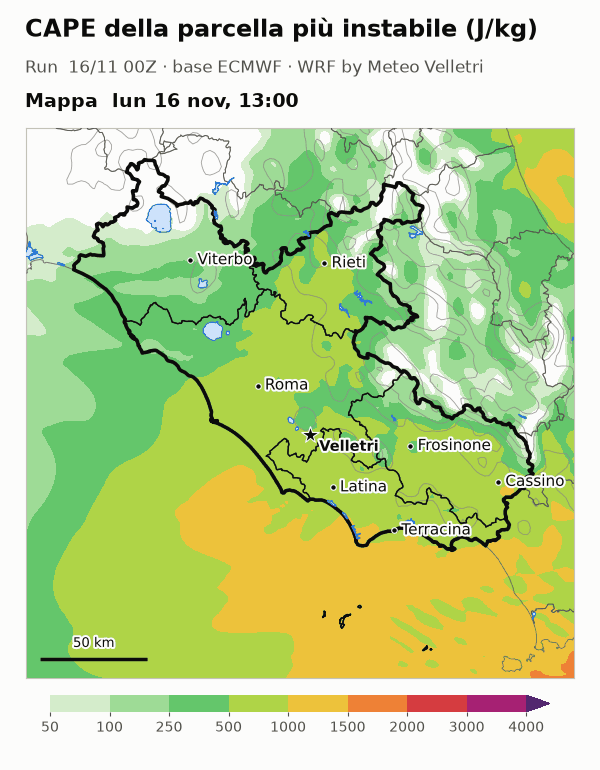 CAPE della parcella più instabile (J/kg)
Run  16/11 00Z · base ECMWF · WRF by Meteo Velletri
Mappa  lun 16 nov, 13:00
Viterbo
Rieti
Roma
Velletri
Frosinone
Cassino
Latina
Terracina
50 km
50 100 250 500 1000 1500 2000 3000 4000